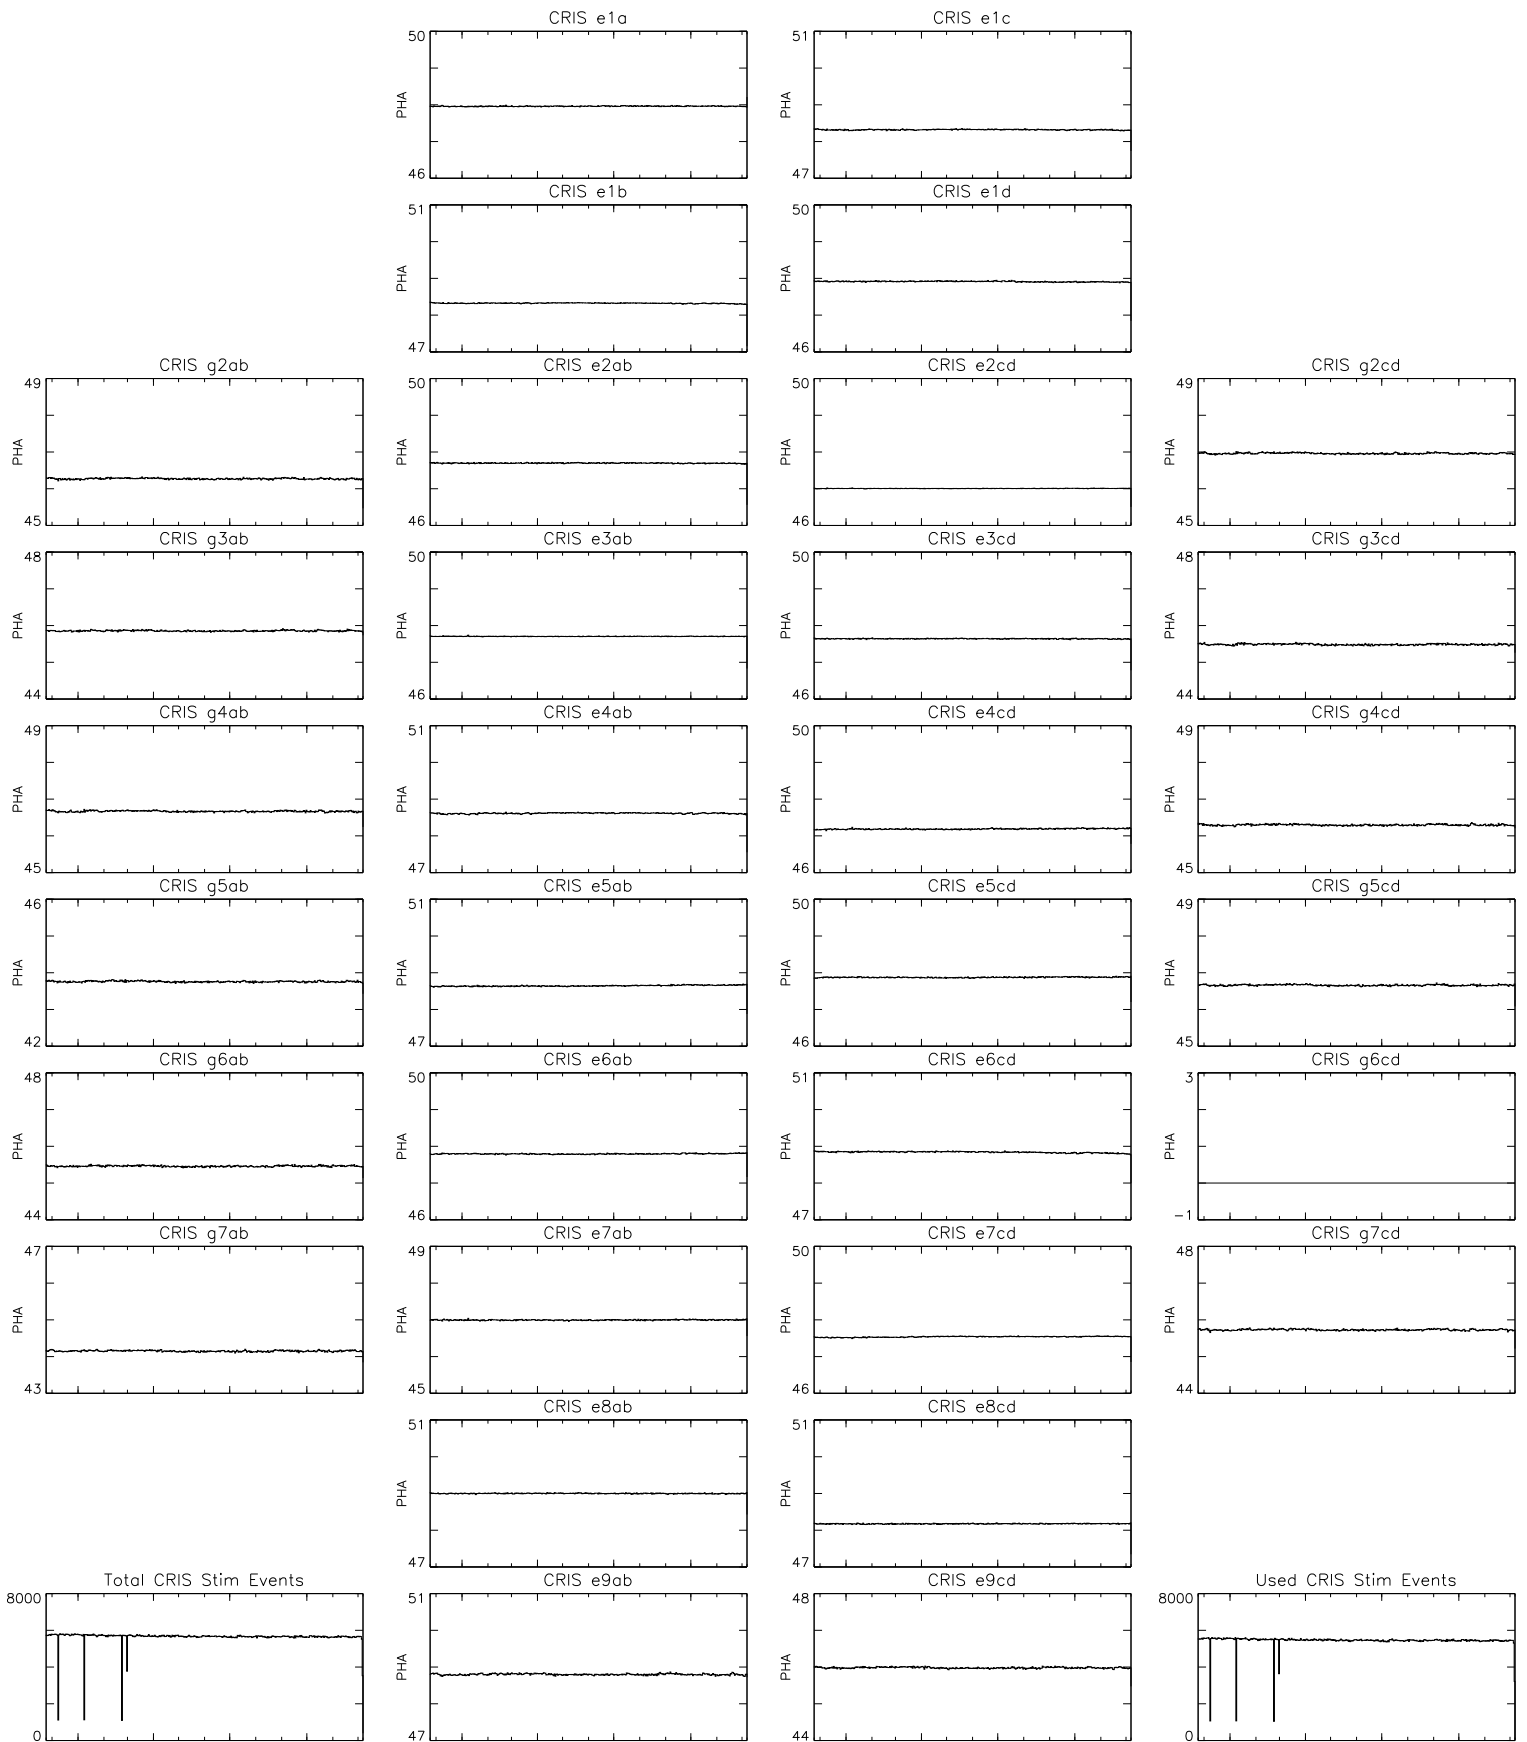 CRIS e1a
CRIS e1c
50
PHA
46
51
PHA
47
CRIS e1b
CRIS e1d
51
PHA
47
50
PHA
46
CRIS g2ab
CRIS e2ab
CRIS e2cd
CRIS g2cd
49
PHA
45
50
PHA
46
50
PHA
46
49
PHA
45
CRIS g3ab
CRIS e3ab
CRIS e3cd
CRIS g3cd
48
PHA
44
50
PHA
46
50
PHA
46
48
PHA
44
CRIS g4ab
CRIS e4ab
CRIS e4cd
CRIS g4cd
49
PHA
45
51
PHA
47
50
PHA
46
49
PHA
45
CRIS g5ab
CRIS e5ab
CRIS e5cd
CRIS g5cd
46
PHA
42
51
PHA
47
50
PHA
46
49
PHA
45
CRIS g6ab
CRIS e6ab
CRIS e6cd
CRIS g6cd
48
PHA
44
50
PHA
46
51
PHA
47
3
PHA
-1
CRIS g7ab
CRIS e7ab
CRIS e7cd
CRIS g7cd
47
PHA
43
49
PHA
45
50
PHA
46
48
PHA
44
CRIS e8ab
CRIS e8cd
51
PHA
47
51
PHA
47
Total CRIS Stim Events
CRIS e9ab
CRIS e9cd
Used CRIS Stim Events
8000
0
51
PHA
47
48
PHA
44
8000
0